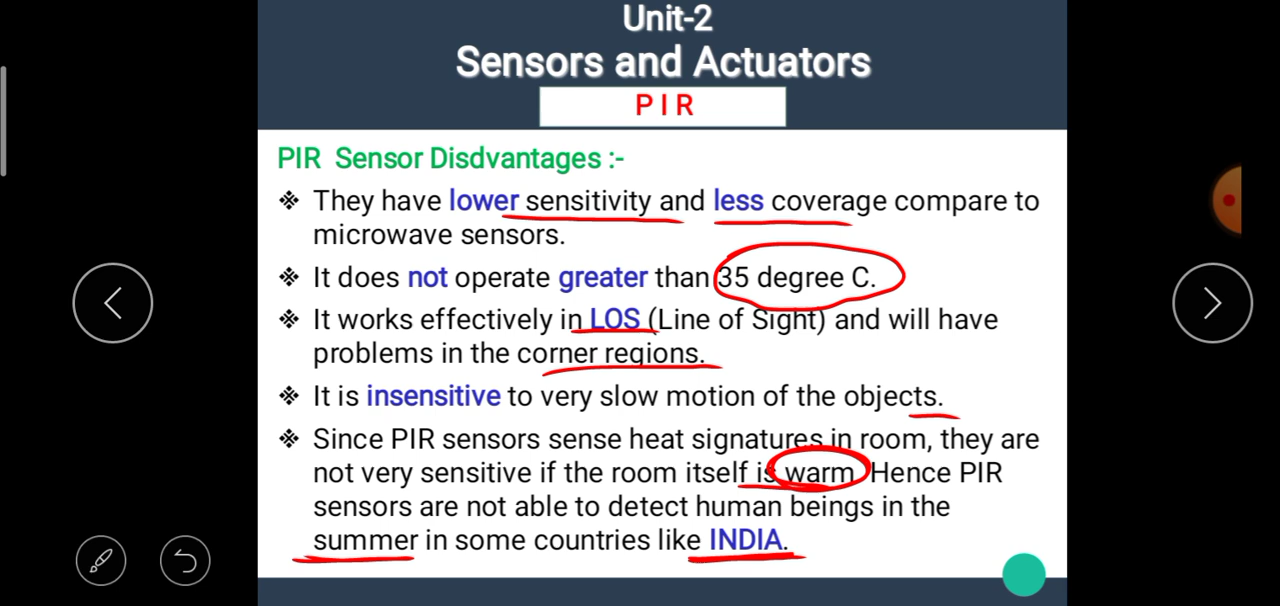 Unit-2
Sensors and Actuators
P I R
PIR Sensor Disdvantages :-
❖ They have lower sensitivity and less coverage compare to
microwave sensors.
❖ It does not operate greater than 35 degree C.
❖ It works effectively in LOS (Line of Sight) and will have
problems in the corner regions.
❖ It is insensitive to very slow motion of the objects.
❖ Since PIR sensors sense heat signatures in room, they are
not very sensitive if the room itself is warm. Hence PIR
sensors are not able to detect human beings in the
summer in some countries like INDIA.